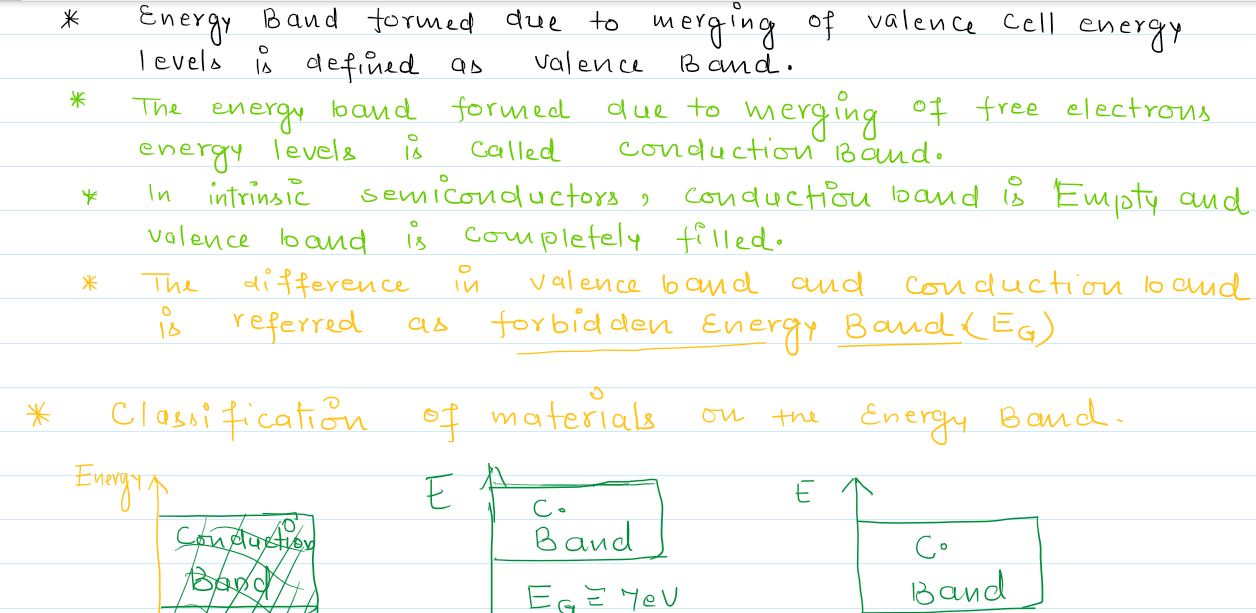 * Energy Band formed due to merging of valence cell energy
levels is defined as valence Band.
* The energy band formed due to merging of free electrons
energy levels is called conduction Band.
* In intrinsic semiconductors, conduction band is Empty and
valence band is completely filled.
* The difference in valence band and conduction band
is referred as forbidden Energy Band (EG)
* Classification of materials on the Energy Band.
Energy
E
E
Conduction
Band
C.
Band
EG ≅ 7eV
C.
Band